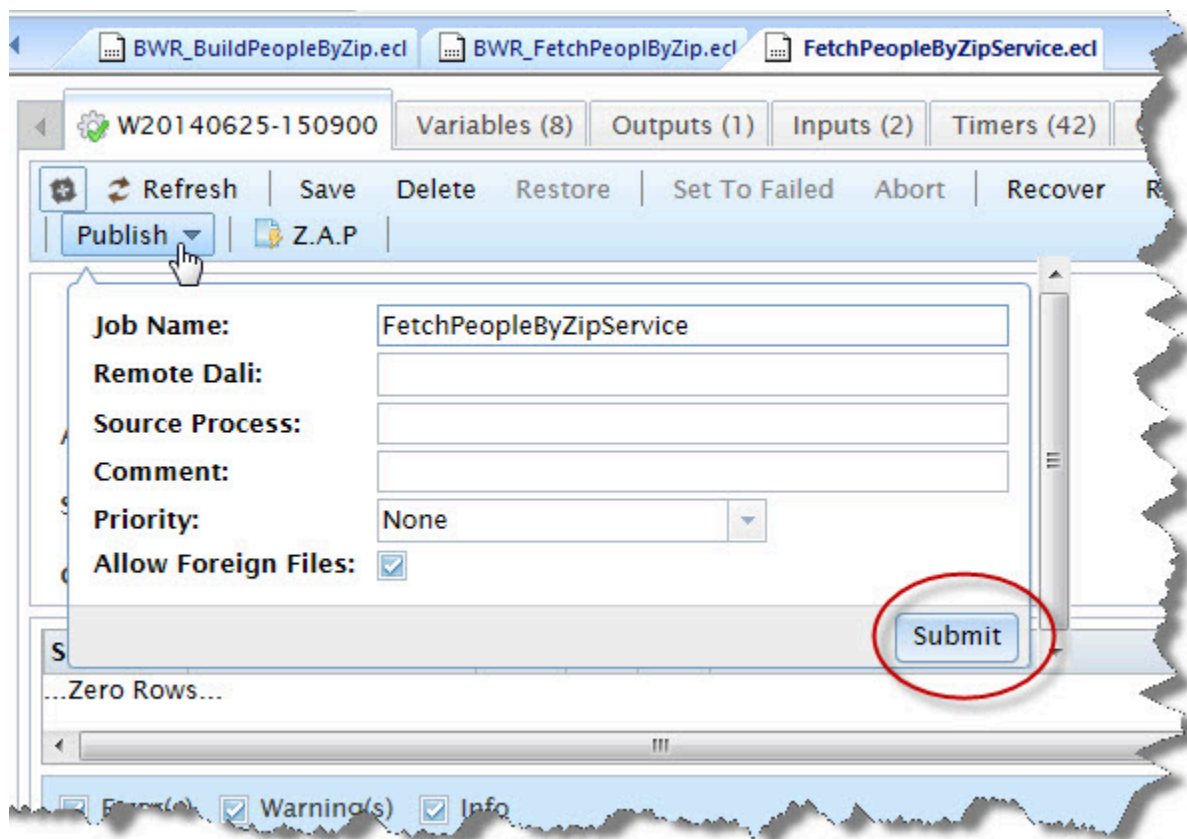 BWR_BuildPeopleByZip.ecl BWR_FetchPeoplByZip.ecl FetchPeopleByZipService.ecl
W20140625-150900 Variables (8) Outputs (1) Inputs (2) Timers (42)
Refresh Save Delete Restore Set To Failed Abort Recover
Publish Z.A.P
Job Name: FetchPeopleByZipService
Remote Dali:
Source Process:
Comment:
Priority: None
Allow Foreign Files:
Submit
...Zero Rows...
Warning(s) Info